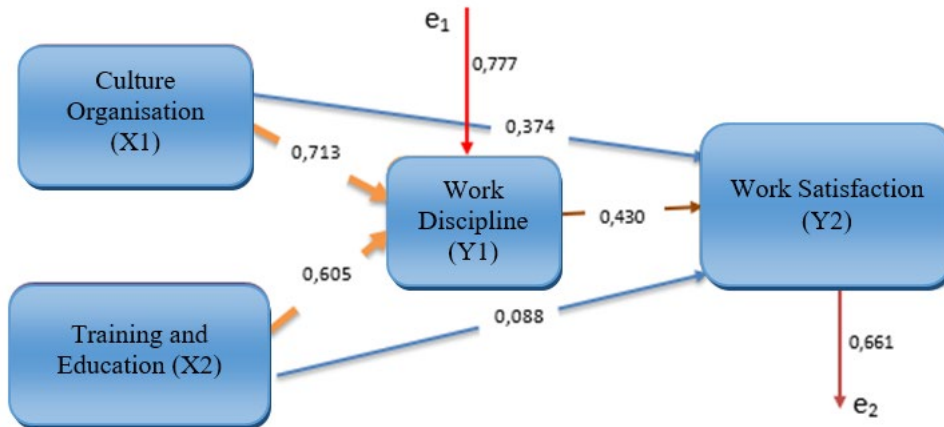 e1
0,777
Culture
Organisation
(X1)
0,374
0,713
Work
Discipline
(Y1)
0,430
Work Satisfaction
(Y2)
0,605
0,088
Training and
Education (X2)
0,661
e2